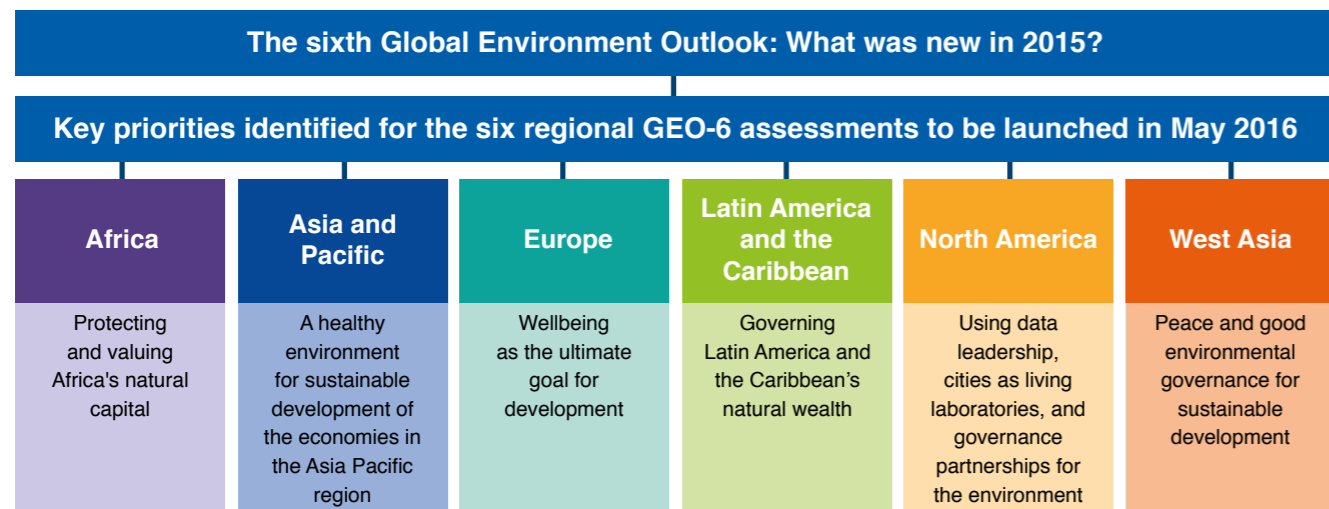 The sixth Global Environment Outlook: What was new in 2015?
Key priorities identified for the six regional GEO-6 assessments to be launched in May 2016
Africa
Protecting
and valuing
Africa's natural
capital
Asia and
Pacific
A healthy
environment
for sustainable
development of
the economies in
the Asia Pacific
region
Europe
Wellbeing
as the ultimate
goal for
development
Latin America
and the
Caribbean
Governing
Latin America and
the Caribbean’s
natural wealth
North America
Using data
leadership,
cities as living
laboratories, and
governance
partnerships for
the environment
West Asia
Peace and good
environmental
governance for
sustainable
development